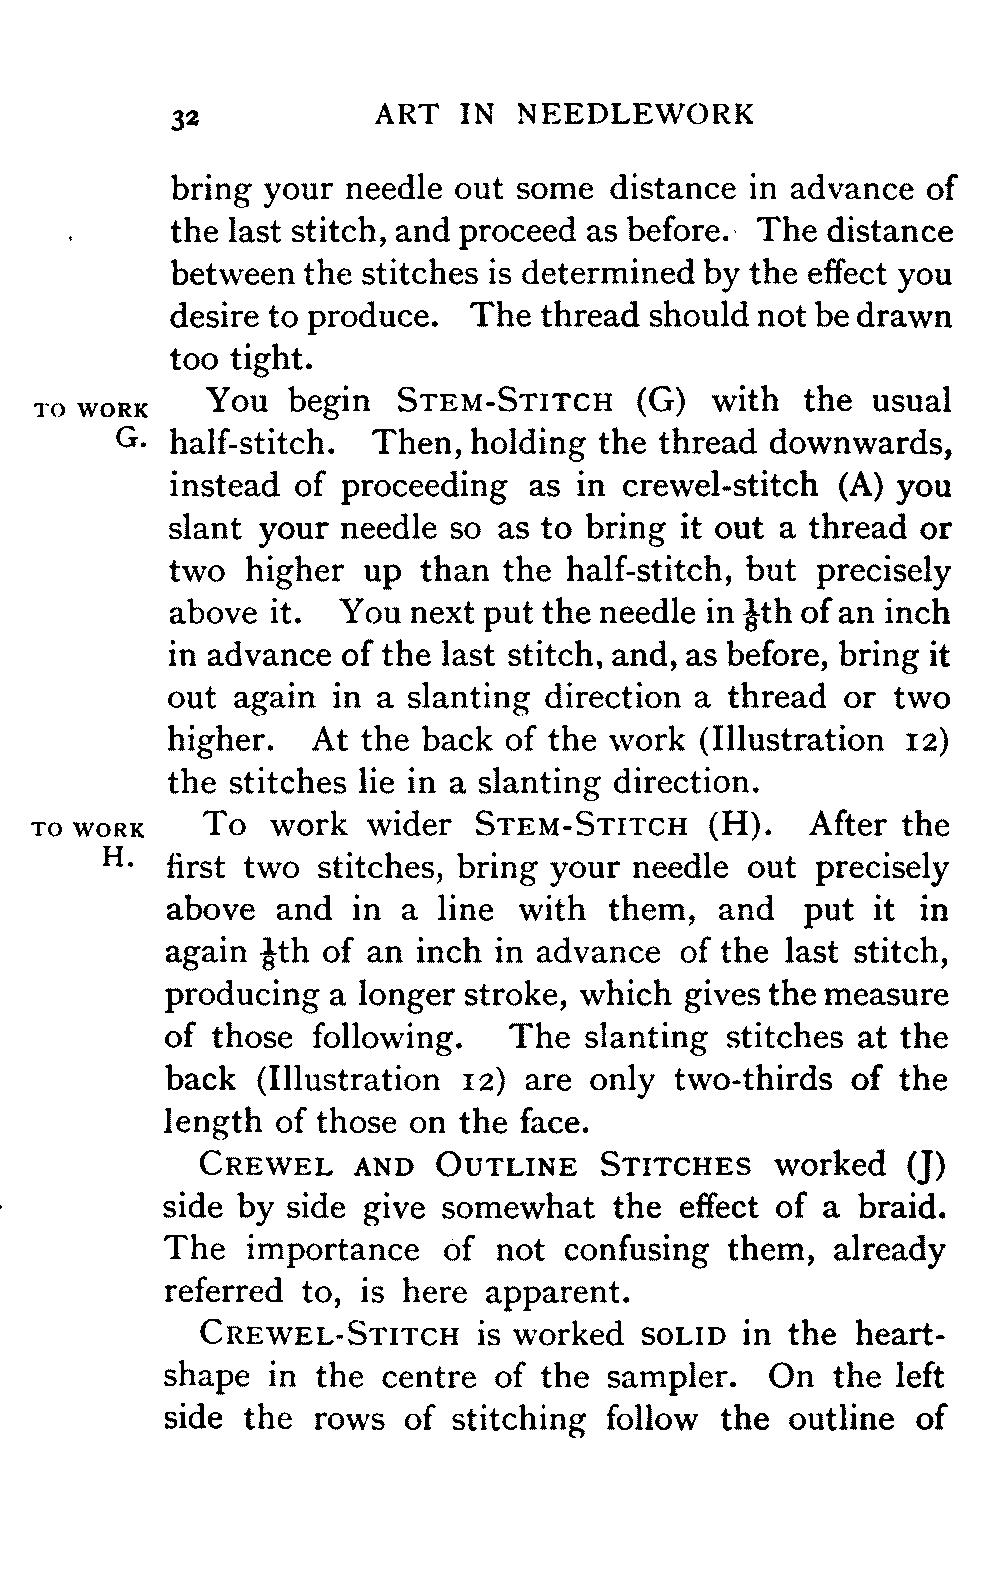 32 ART IN NEEDLEWORK
bring your needle out some distance in advance of
the last stitch, and proceed as before. The distance
between the stitches is determined by the effect you
desire to produce. The thread should not be drawn
too tight.
TO WORK G.
You begin STEM-STITCH (G) with the usual
half-stitch. Then, holding the thread downwards,
instead of proceeding as in crewel-stitch (A) you
slant your needle so as to bring it out a thread or
two higher up than the half-stitch, but precisely
above it. You next put the needle in ⅛th of an inch
in advance of the last stitch, and, as before, bring it
out again in a slanting direction a thread or two
higher. At the back of the work (Illustration 12)
the stitches lie in a slanting direction.
TO WORK H.
To work wider STEM-STITCH (H). After the
first two stitches, bring your needle out precisely
above and in a line with them, and put it in
again ⅛th of an inch in advance of the last stitch,
producing a longer stroke, which gives the measure
of those following. The slanting stitches at the
back (Illustration 12) are only two-thirds of the
length of those on the face.
CREWEL AND OUTLINE STITCHES worked (J)
side by side give somewhat the effect of a braid.
The importance of not confusing them, already
referred to, is here apparent.
CREWEL-STITCH is worked SOLID in the heart-
shape in the centre of the sampler. On the left
side the rows of stitching follow the outline of